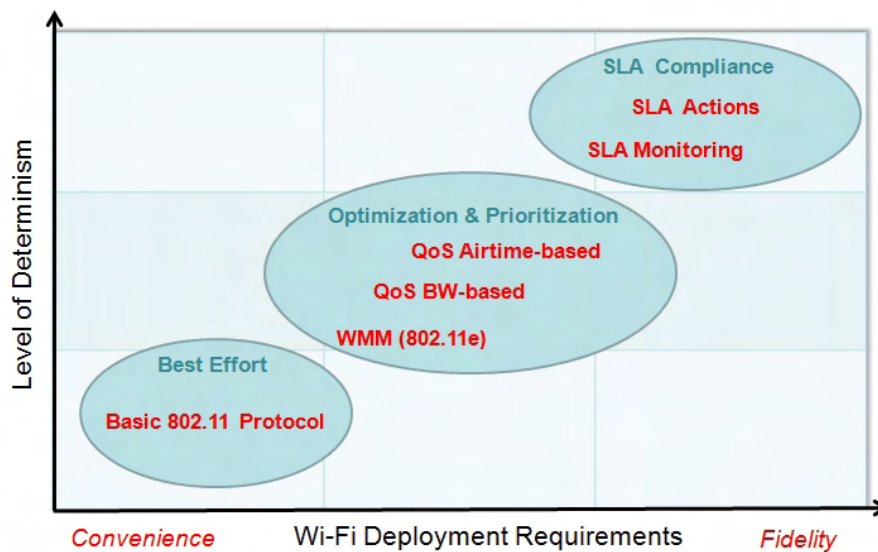 SLA Compliance
SLA Actions
SLA Monitoring
Optimization & Prioritization
QoS Airtime-based
QoS BW-based
WMM (802.11e)
Best Effort
Basic 802.11 Protocol
Level of Determinism
Convenience
Wi-Fi Deployment Requirements
Fidelity